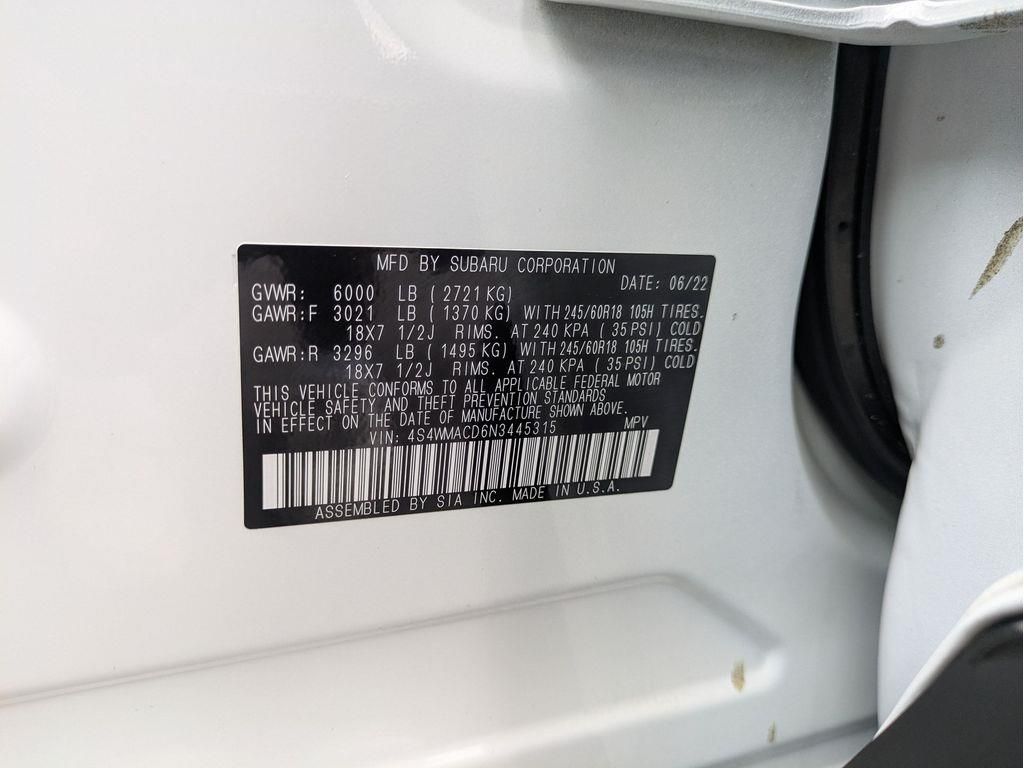 MFD BY SUBARU CORPORATION
DATE: 06/22
GVWR: 6000 LB ( 2721 KG)
GAWR:F 3021 LB ( 1370 KG) WITH 245/60R18 105H TIRES.
18X7 1/2J RIMS. AT 240 KPA ( 35 PSI) COLD
GAWR:R 3296 LB ( 1495 KG) WITH 245/60R18 105H TIRES.
18X7 1/2J RIMS. AT 240 KPA ( 35 PSI) COLD
THIS VEHICLE CONFORMS TO ALL APPLICABLE FEDERAL MOTOR
VEHICLE SAFETY AND THEFT PREVENTION STANDARDS
IN EFFECT ON THE DATE OF MANUFACTURE SHOWN ABOVE.
VIN: 4S4WMACD6N3445315 MPV
ASSEMBLED BY SIA INC. MADE IN U.S.A.